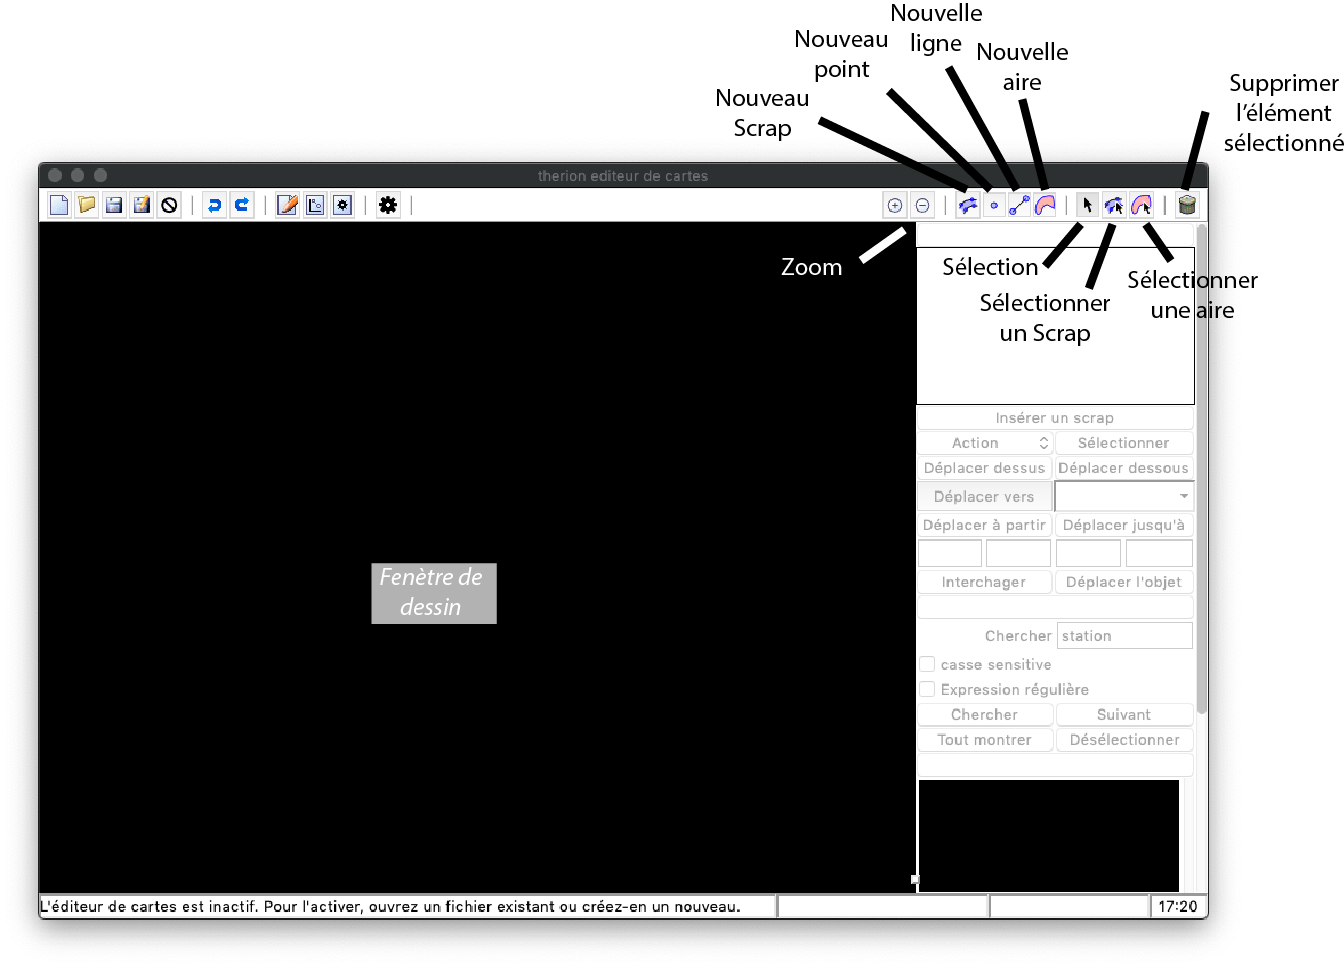 Nouvelle
ligne
Nouveau
point
Nouvelle
aire
Nouveau
Scrap
Supprimer
l’élément
sélectionné
therion editeur de cartes
Zoom
Sélection
Sélectionner
un Scrap
Sélectionner
une aire
Insérer un scrap
Action
Sélectionner
Déplacer dessus
Déplacer dessous
Déplacer vers
Déplacer à partir
Déplacer jusqu'à
Interchager
Déplacer l'objet
Fenètre de
dessin
Chercher
station
casse sensitive
Expression régulière
Chercher
Suivant
Tout montrer
Désélectionner
L'éditeur de cartes est inactif. Pour l'activer, ouvrez un fichier existant ou créez-en un nouveau.
17:20